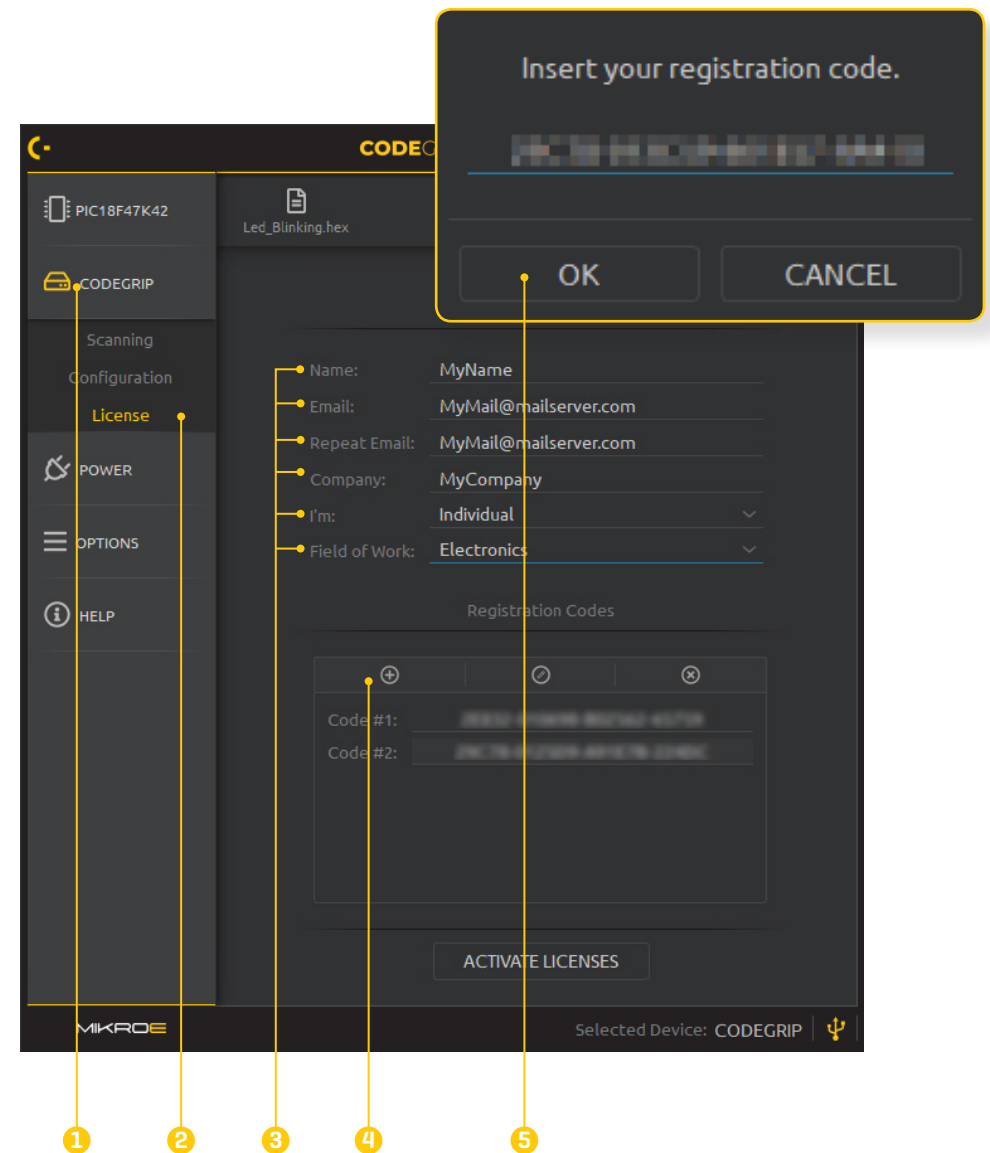 Insert your registration code.
OK
CANCEL
CODE
PIC18F47K42
Led_Blinking.hex
CODEGRIP
Scanning
Configuration
License
POWER
OPTIONS
HELP
Name: MyName
Email: MyMail@mailserver.com
Repeat Email: MyMail@mailserver.com
Company: MyCompany
I'm: Individual
Field of Work: Electronics
Registration Codes
Code #1:
Code #2:
ACTIVATE LICENSES
MIKROE
Selected Device: CODEGRIP
1 2 3 4 5